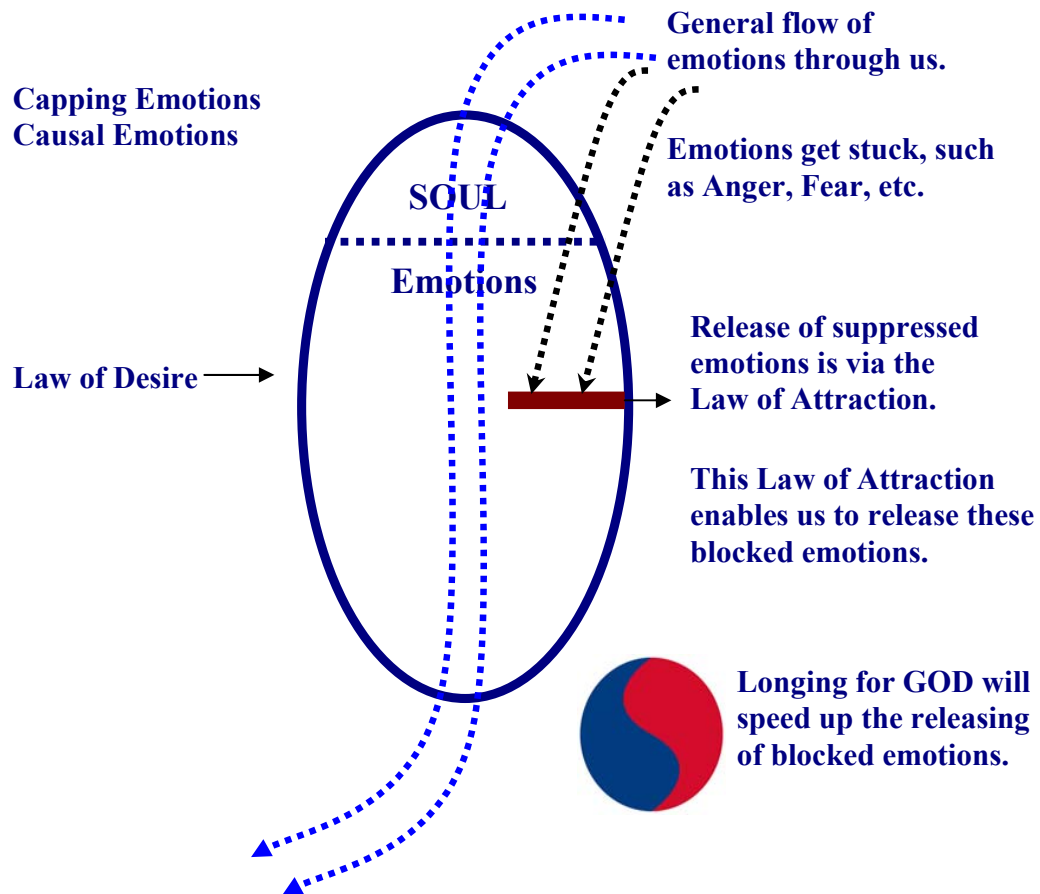 General flow of
emotions through us.
Capping Emotions
Causal Emotions
Emotions get stuck, such
as Anger, Fear, etc.
SOUL
Emotions
Law of Desire
Release of suppressed
emotions is via the
Law of Attraction.
This Law of Attraction
enables us to release these
blocked emotions.
Longing for GOD will
speed up the releasing
of blocked emotions.